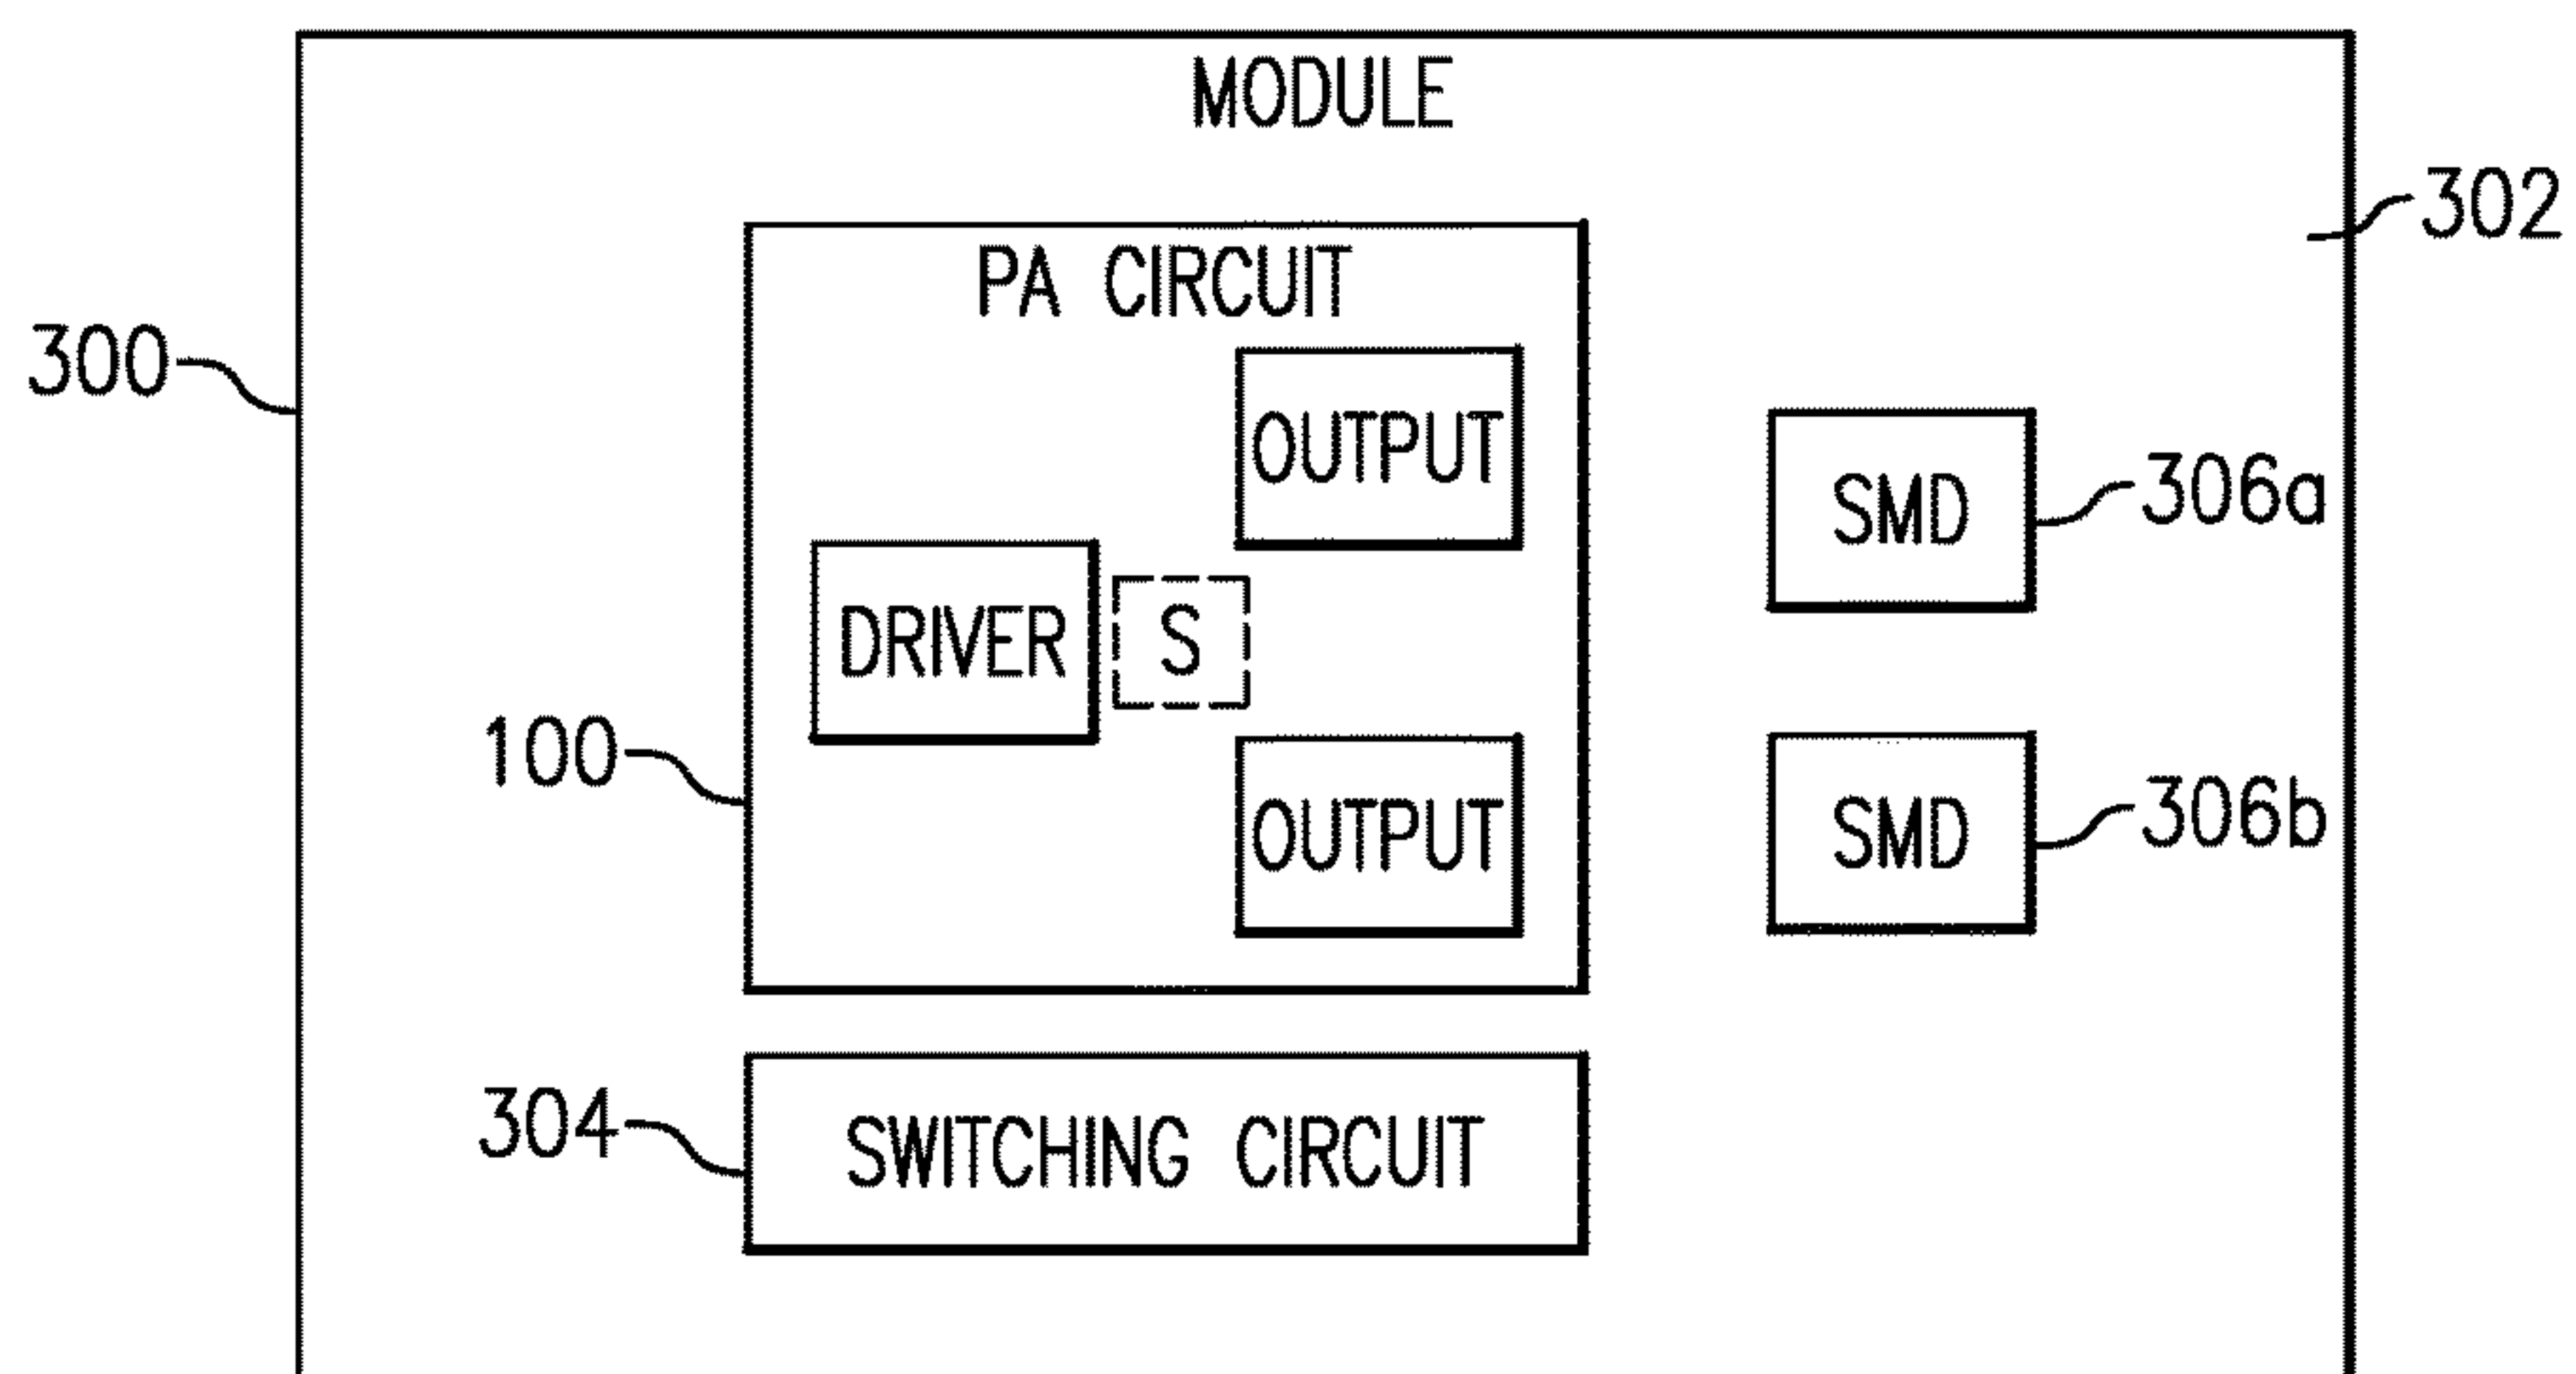 MODULE
302
PA CIRCUIT
300
OUTPUT
306a
SMD
DRIVER
S
100
OUTPUT
SMD
306b
304
SWITCHING CIRCUIT